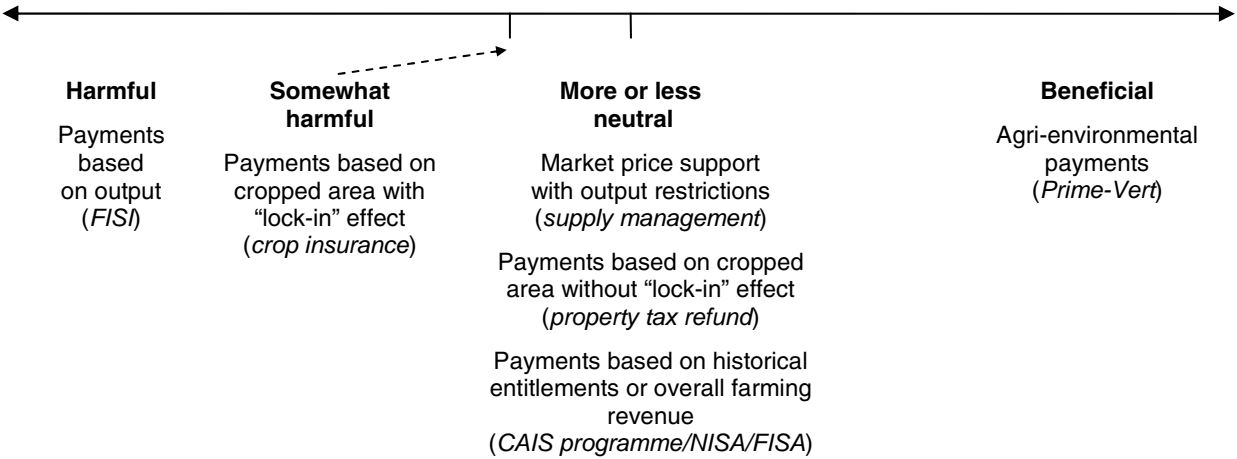 Harmful
Payments
based
on output
(FISI)
Somewhat
harmful
Payments based on
cropped area with
“lock-in” effect
(crop insurance)
More or less
neutral
Market price support
with output restrictions
(supply management)
Payments based on cropped
area without “lock-in” effect
(property tax refund)
Payments based on historical
entitlements or overall farming
revenue
(CAIS programme/NISA/FISA)
Beneficial
Agri-environmental
payments
(Prime-Vert)